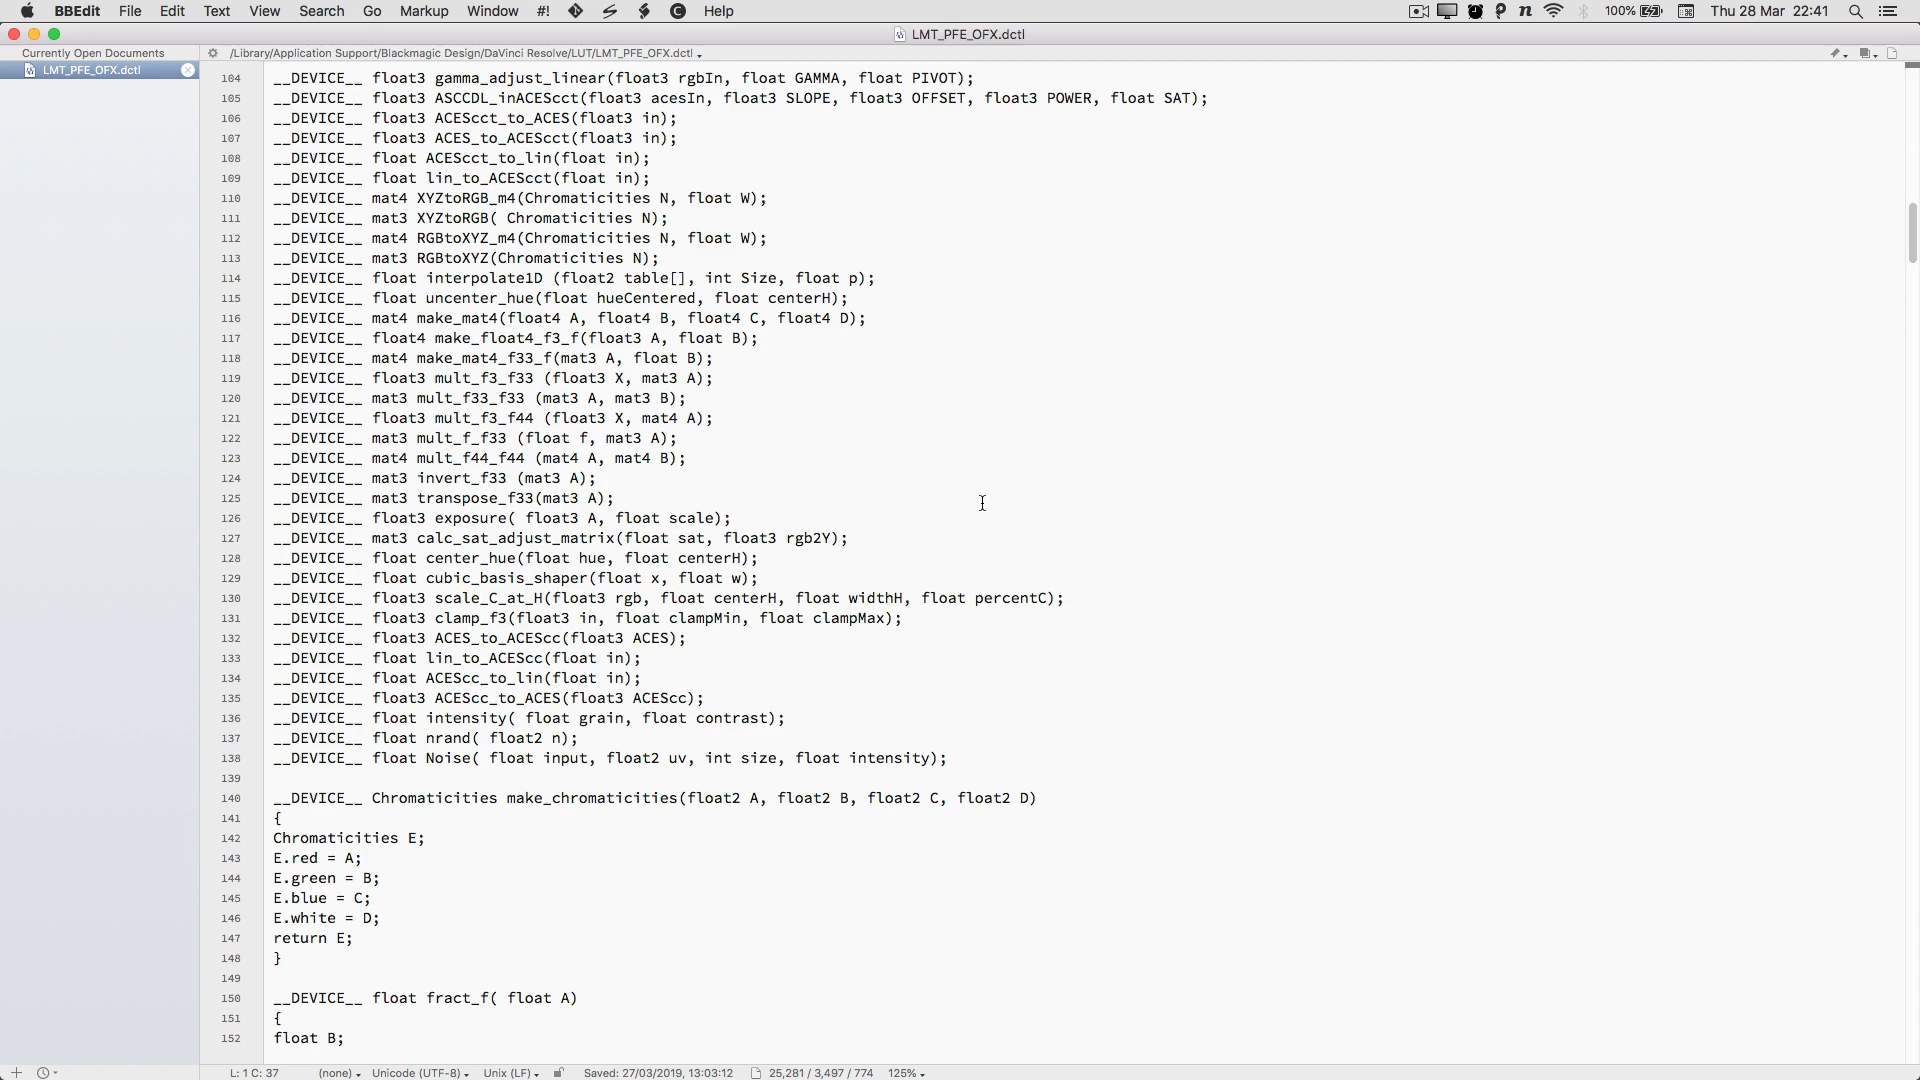 BBEdit File Edit Text View Search Go Markup Window #! Help 100% Thu 28 Mar 22:41
LMT_PFE_OFX.dctl
Currently Open Documents /Library/Application Support/Blackmagic Design/DaVinci Resolve/LUT/LMT_PFE_OFX.dctl
LMT_PFE_OFX.dctl
104 __DEVICE__ float3 gamma_adjust_linear(float3 rgbIn, float GAMMA, float PIVOT);
105 __DEVICE__ float3 ASCCDL_inACEScct(float3 acesIn, float3 SLOPE, float3 OFFSET, float3 POWER, float SAT);
106 __DEVICE__ float3 ACEScct_to_ACES(float3 in);
107 __DEVICE__ float3 ACES_to_ACEScct(float3 in);
108 __DEVICE__ float ACEScct_to_lin(float in);
109 __DEVICE__ float lin_to_ACEScct(float in);
110 __DEVICE__ mat4 XYZtoRGB_m4(Chromaticities N, float W);
111 __DEVICE__ mat3 XYZtoRGB( Chromaticities N);
112 __DEVICE__ mat4 RGBtoXYZ_m4(Chromaticities N, float W);
113 __DEVICE__ mat3 RGBtoXYZ(Chromaticities N);
114 __DEVICE__ float interpolate1D (float2 table[], int Size, float p);
115 __DEVICE__ float uncenter_hue(float hueCentered, float centerH);
116 __DEVICE__ mat4 make_mat4(float4 A, float4 B, float4 C, float4 D);
117 __DEVICE__ float4 make_float4_f3_f(float3 A, float B);
118 __DEVICE__ mat4 make_mat4_f33_f(mat3 A, float B);
119 __DEVICE__ float3 mult_f3_f33 (float3 X, mat3 A);
120 __DEVICE__ mat3 mult_f33_f33 (mat3 A, mat3 B);
121 __DEVICE__ float3 mult_f3_f44 (float3 X, mat4 A);
122 __DEVICE__ mat3 mult_f_f33 (float f, mat3 A);
123 __DEVICE__ mat4 mult_f44_f44 (mat4 A, mat4 B);
124 __DEVICE__ mat3 invert_f33 (mat3 A);
125 __DEVICE__ mat3 transpose_f33(mat3 A);
126 __DEVICE__ float3 exposure( float3 A, float scale);
127 __DEVICE__ mat3 calc_sat_adjust_matrix(float sat, float3 rgb2Y);
128 __DEVICE__ float center_hue(float hue, float centerH);
129 __DEVICE__ float cubic_basis_shaper(float x, float w);
130 __DEVICE__ float3 scale_C_at_H(float3 rgb, float centerH, float widthH, float percentC);
131 __DEVICE__ float3 clamp_f3(float3 in, float clampMin, float clampMax);
132 __DEVICE__ float3 ACES_to_ACEScc(float3 ACES);
133 __DEVICE__ float lin_to_ACEScc(float in);
134 __DEVICE__ float ACEScc_to_lin(float in);
135 __DEVICE__ float3 ACEScc_to_ACES(float3 ACEScc);
136 __DEVICE__ float intensity( float grain, float contrast);
137 __DEVICE__ float nrand( float2 n);
138 __DEVICE__ float Noise( float input, float2 uv, int size, float intensity);
139
140 __DEVICE__ Chromaticities make_chromaticities(float2 A, float2 B, float2 C, float2 D)
141 {
142 Chromaticities E;
143 E.red = A;
144 E.green = B;
145 E.blue = C;
146 E.white = D;
147 return E;
148 }
149
150 __DEVICE__ float fract_f( float A)
151 {
152 float B;
L: 1 C: 37 (none) Unicode (UTF-8) Unix (LF) Saved: 27/03/2019, 13:03:12 25,281 / 3,497 / 774 125%